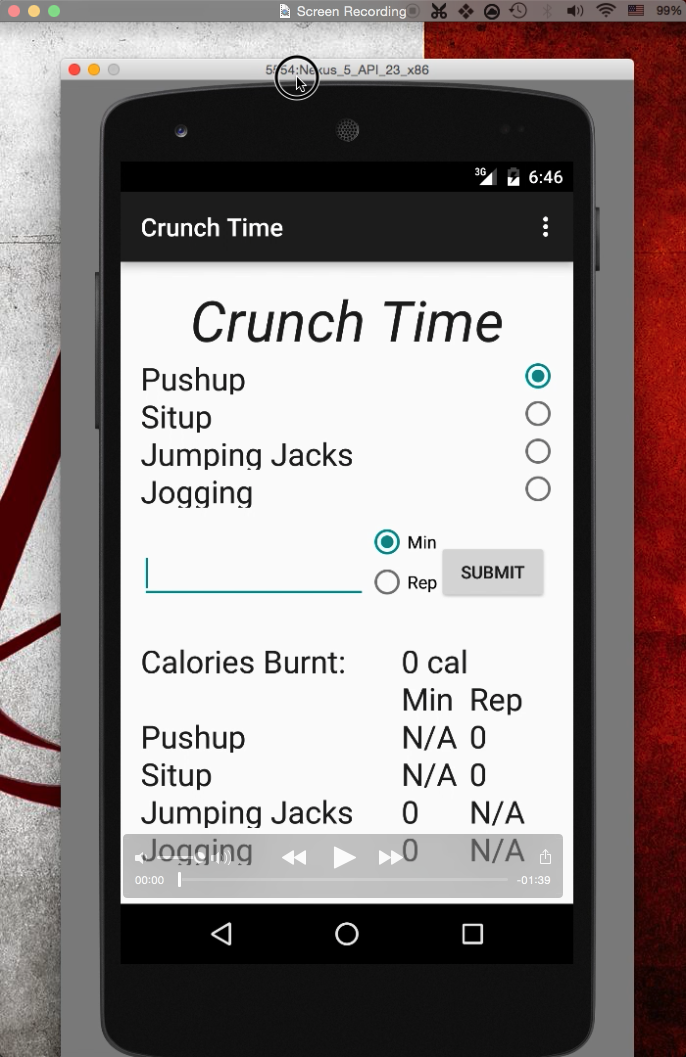 Screen Recording 99%
5554:Nexus_5_API_23_x86
3G 6:46
Crunch Time
Crunch Time
Pushup
Situp
Jumping Jacks
Jogging
Min
Rep
SUBMIT
Calories Burnt: 0 cal
Min Rep
Pushup N/A 0
Situp N/A 0
Jumping Jacks 0 N/A
Jogging 0 N/A
00:00 -01:39